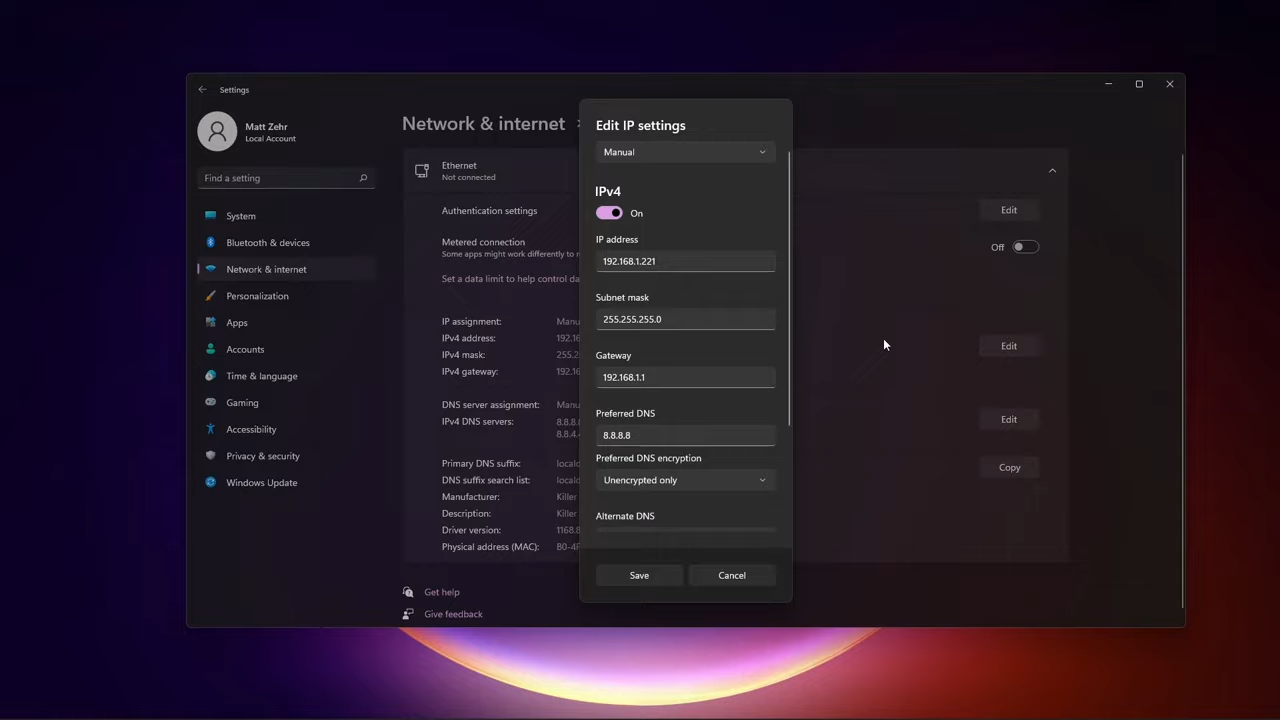 Settings
Matt Zehr
Local Account
Find a setting
System
Bluetooth & devices
Network & internet
Personalization
Apps
Accounts
Time & language
Gaming
Accessibility
Privacy & security
Windows Update
Network & internet
Ethernet
Not connected
Authentication settings
Edit
Metered connection
Some apps might work differently to
Off
Set a data limit to help control
IP assignment:
IPv4 address:
IPv4 mask:
IPv4 gateway:
Edit
DNS server assignment:
IPv4 DNS servers:
Edit
Primary DNS suffix:
DNS suffix search list:
Manufacturer: Killer
Description: Killer
Driver version:
Physical address (MAC):
Copy
Get help
Give feedback
Edit IP settings
Manual
IPv4
On
IP address
192.168.1.221
Subnet mask
255.255.255.0
Gateway
192.168.1.1
Preferred DNS
8.8.8.8
Preferred DNS encryption
Unencrypted only
Alternate DNS
Save
Cancel